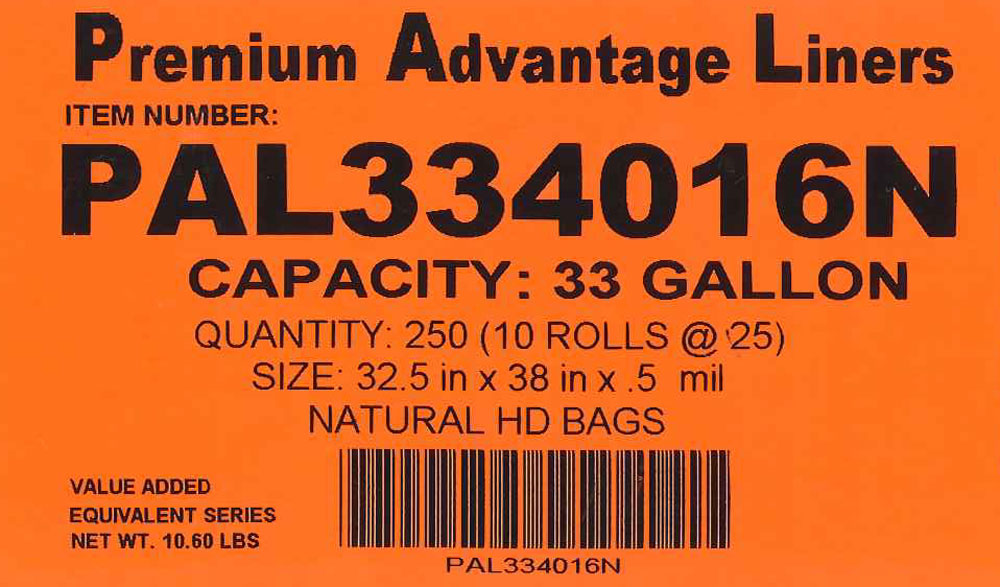 Premium Advantage Liners
ITEM NUMBER:
PAL334016N
CAPACITY: 33 GALLON
QUANTITY: 250 (10 ROLLS @ 25)
SIZE: 32.5 in x 38 in x .5 mil
NATURAL HD BAGS
VALUE ADDED
EQUIVALENT SERIES
NET WT. 10.60 LBS
PAL334016N